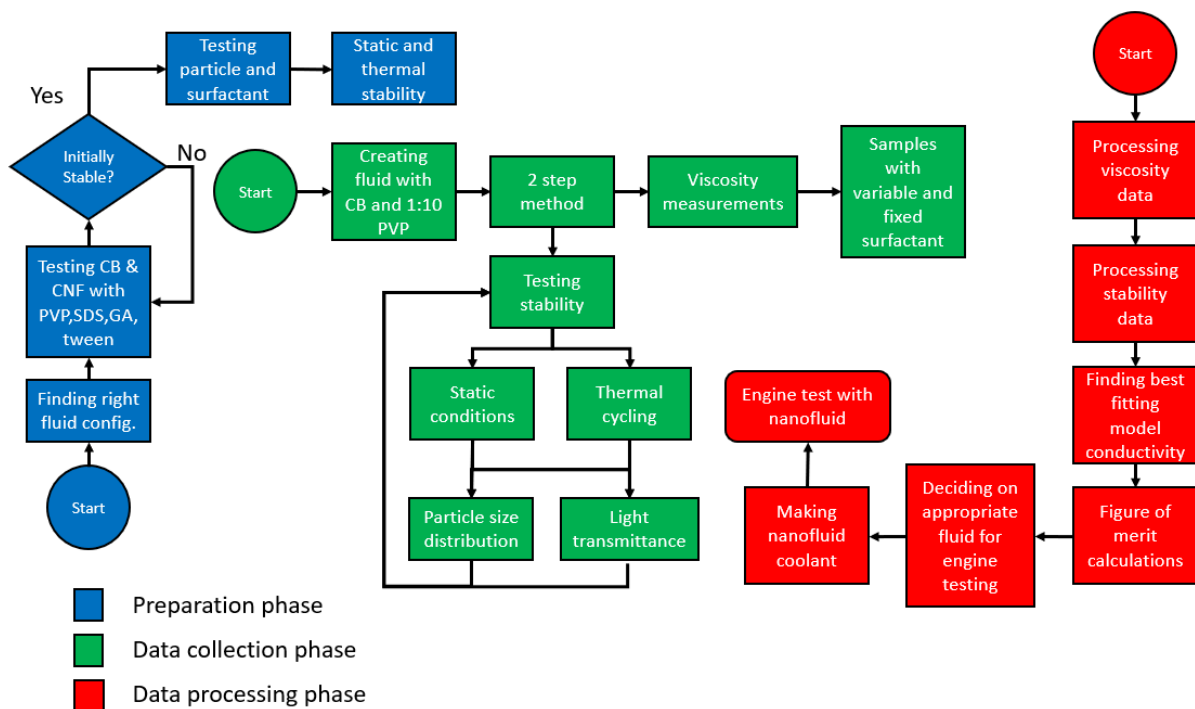 Testing
particle and
surfactant
Static and
thermal
stability
Yes
Initially
Stable?
No
Testing CB &
CNF with
PVP,SDS,GA,
tween
Finding right
fluid config.
Start
Start
Creating
fluid with
CB and 1:10
PVP
2 step
method
Viscosity
measurements
Samples
with
variable and
fixed
surfactant
Testing
stability
Static
conditions
Thermal
cycling
Particle size
distribution
Light
transmittance
Start
Processing
viscosity
data
Processing
stability
data
Finding best
fitting
model
conductivity
Figure of
merit
calculations
Deciding on
appropriate
fluid for
engine
testing
Making
nanofluid
coolant
Engine test with
nanofluid
Preparation phase
Data collection phase
Data processing phase